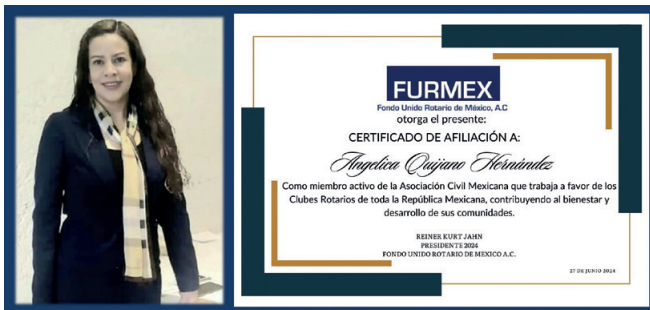 FURMEX
Fondo Unido Rotario de México, A.C
otorga el presente:
CERTIFICADO DE AFILIACIÓN A:
Angelica Quijano Hernández
Como miembro activo de la Asociación Civil Mexicana que trabaja a favor de los
Clubes Rotarios de toda la República Mexicana, contribuyendo al bienestar y
desarrollo de sus comunidades.
REINER KURT JAHN
PRESIDENTE 2024
FONDO UNIDO ROTARIO DE MEXICO A.C.
27 DE JUNIO 2024